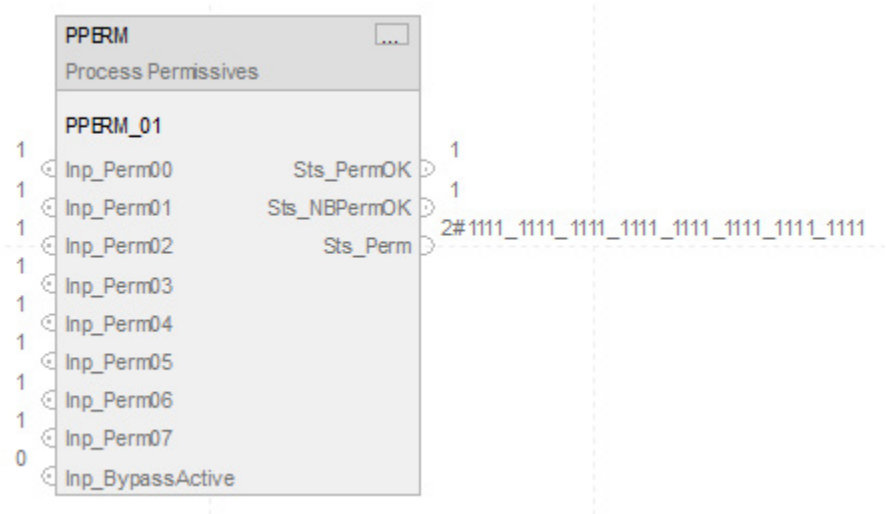 PPERM ...
Process Permissives
PPERM_01
1 Inp_Perm00 Sts_PermOK 1
1 Inp_Perm01 Sts_NBPermOK 1
1 Inp_Perm02 Sts_Perm 2#1111_1111_1111_1111_1111_1111_1111_1111
1 Inp_Perm03
1 Inp_Perm04
1 Inp_Perm05
1 Inp_Perm06
1 Inp_Perm07
0 Inp_BypassActive